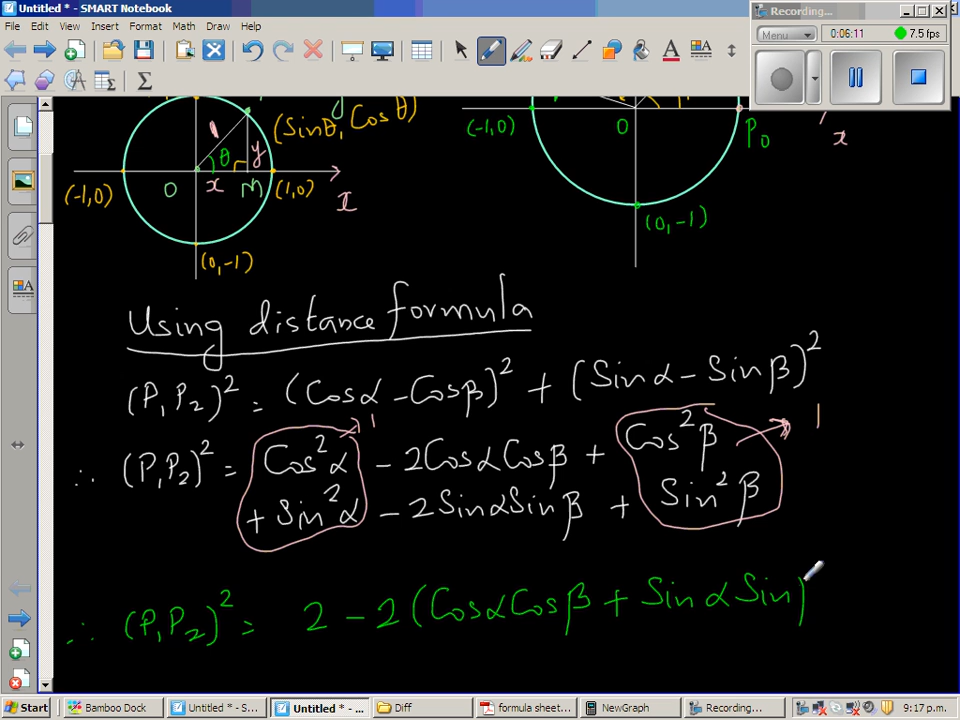 Untitled * - SMART Notebook
File Edit View Insert Format Math Draw Help
Recording...
Menu
0:06:11
7.5 fps
(Sinθ, Cosθ)
1
θ
y
(-1,0)
O
x
M
(1,0)
x
(0,-1)
(-1,0)
O
P0
x
(0,-1)
Using distance formula
(P1P2)² = (Cosα - Cosβ)² + (Sinα - Sinβ)²
∴ (P1P2)² = Cos²α - 2CosαCosβ + Cos²β
1
1
+ Sin²α - 2SinαSinβ + Sin²β
∴ (P1P2)² = 2 - 2(CosαCosβ + SinαSin)
Start
Bamboo Dock
Untitled * - S...
Untitled * - ...
Diff
formula sheet...
NewGraph
Recording...
9:17 p.m.